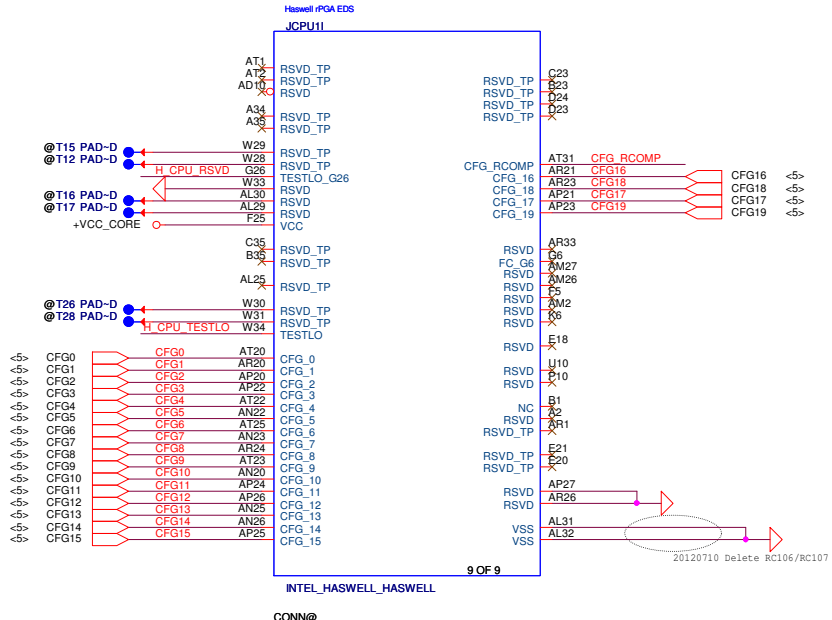 Haswell rPGA EDS
JCPU1I
AT1 RSVD_TP
AT2 RSVD_TP
AD10 RSVD
A34 RSVD_TP
A35 RSVD_TP
@T15 PAD~D W29 RSVD_TP
@T12 PAD~D W28 RSVD_TP
H_CPU_RSVD G26 TESTLO_G26
W33 RSVD
@T16 PAD~D AL30 RSVD
@T17 PAD~D AL29 RSVD
+VCC_CORE F25 VCC
C35 RSVD_TP
B35 RSVD_TP
AL25 RSVD_TP
@T26 PAD~D W30 RSVD_TP
@T28 PAD~D W31 RSVD_TP
H_CPU_TESTLO W34 TESTLO
<5> CFG0 CFG0 AT20 CFG_0
<5> CFG1 CFG1 AR20 CFG_1
<5> CFG2 CFG2 AP20 CFG_2
<5> CFG3 CFG3 AP22 CFG_3
<5> CFG4 CFG4 AT22 CFG_4
<5> CFG5 CFG5 AN22 CFG_5
<5> CFG6 CFG6 AT25 CFG_6
<5> CFG7 CFG7 AN23 CFG_7
<5> CFG8 CFG8 AR24 CFG_8
<5> CFG9 CFG9 AT23 CFG_9
<5> CFG10 CFG10 AN20 CFG_10
<5> CFG11 CFG11 AP24 CFG_11
<5> CFG12 CFG12 AP26 CFG_12
<5> CFG13 CFG13 AN25 CFG_13
<5> CFG14 CFG14 AN26 CFG_14
<5> CFG15 CFG15 AP25 CFG_15
RSVD_TP C23
RSVD_TP B23
RSVD_TP D24
RSVD_TP D23
CFG_RCOMP AT31 CFG_RCOMP
CFG_16 AR21 CFG16 CFG16 <5>
CFG_18 AR23 CFG18 CFG18 <5>
CFG_17 AP21 CFG17 CFG17 <5>
CFG_19 AP23 CFG19 CFG19 <5>
RSVD AR33
FC_G6 G6
RSVD AM27
RSVD AM26
RSVD F5
RSVD AM2
RSVD K6
RSVD E18
RSVD U10
RSVD P10
NC B1
RSVD A2
RSVD_TP AR1
RSVD_TP E21
RSVD_TP E20
RSVD AP27
RSVD AR26
VSS AL31
VSS AL32
20120710 Delete RC106/RC107
9 OF 9
INTEL_HASWELL_HASWELL
CONN@